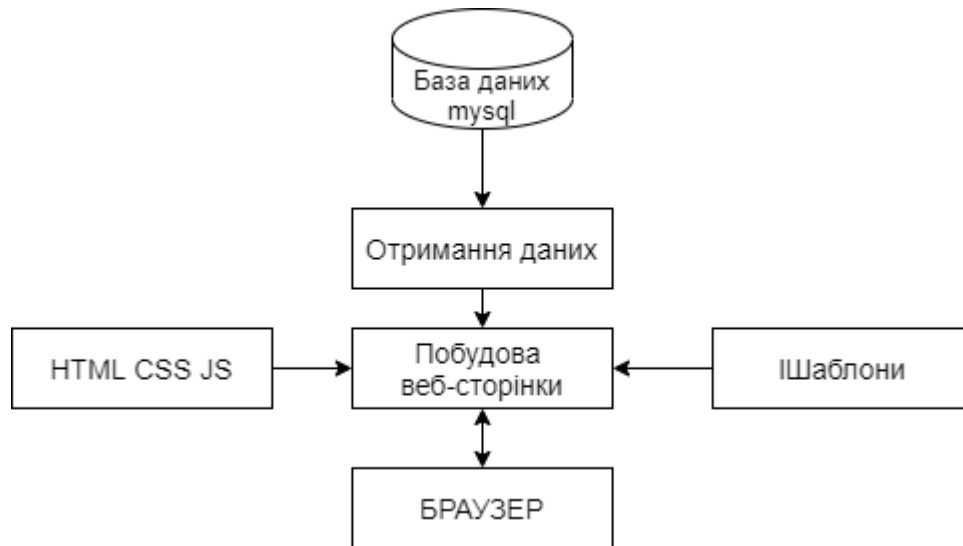 База даних
mysql
Отримання даних
HTML CSS JS
Побудова
веб-сторінки
ІШаблони
БРАУЗЕР